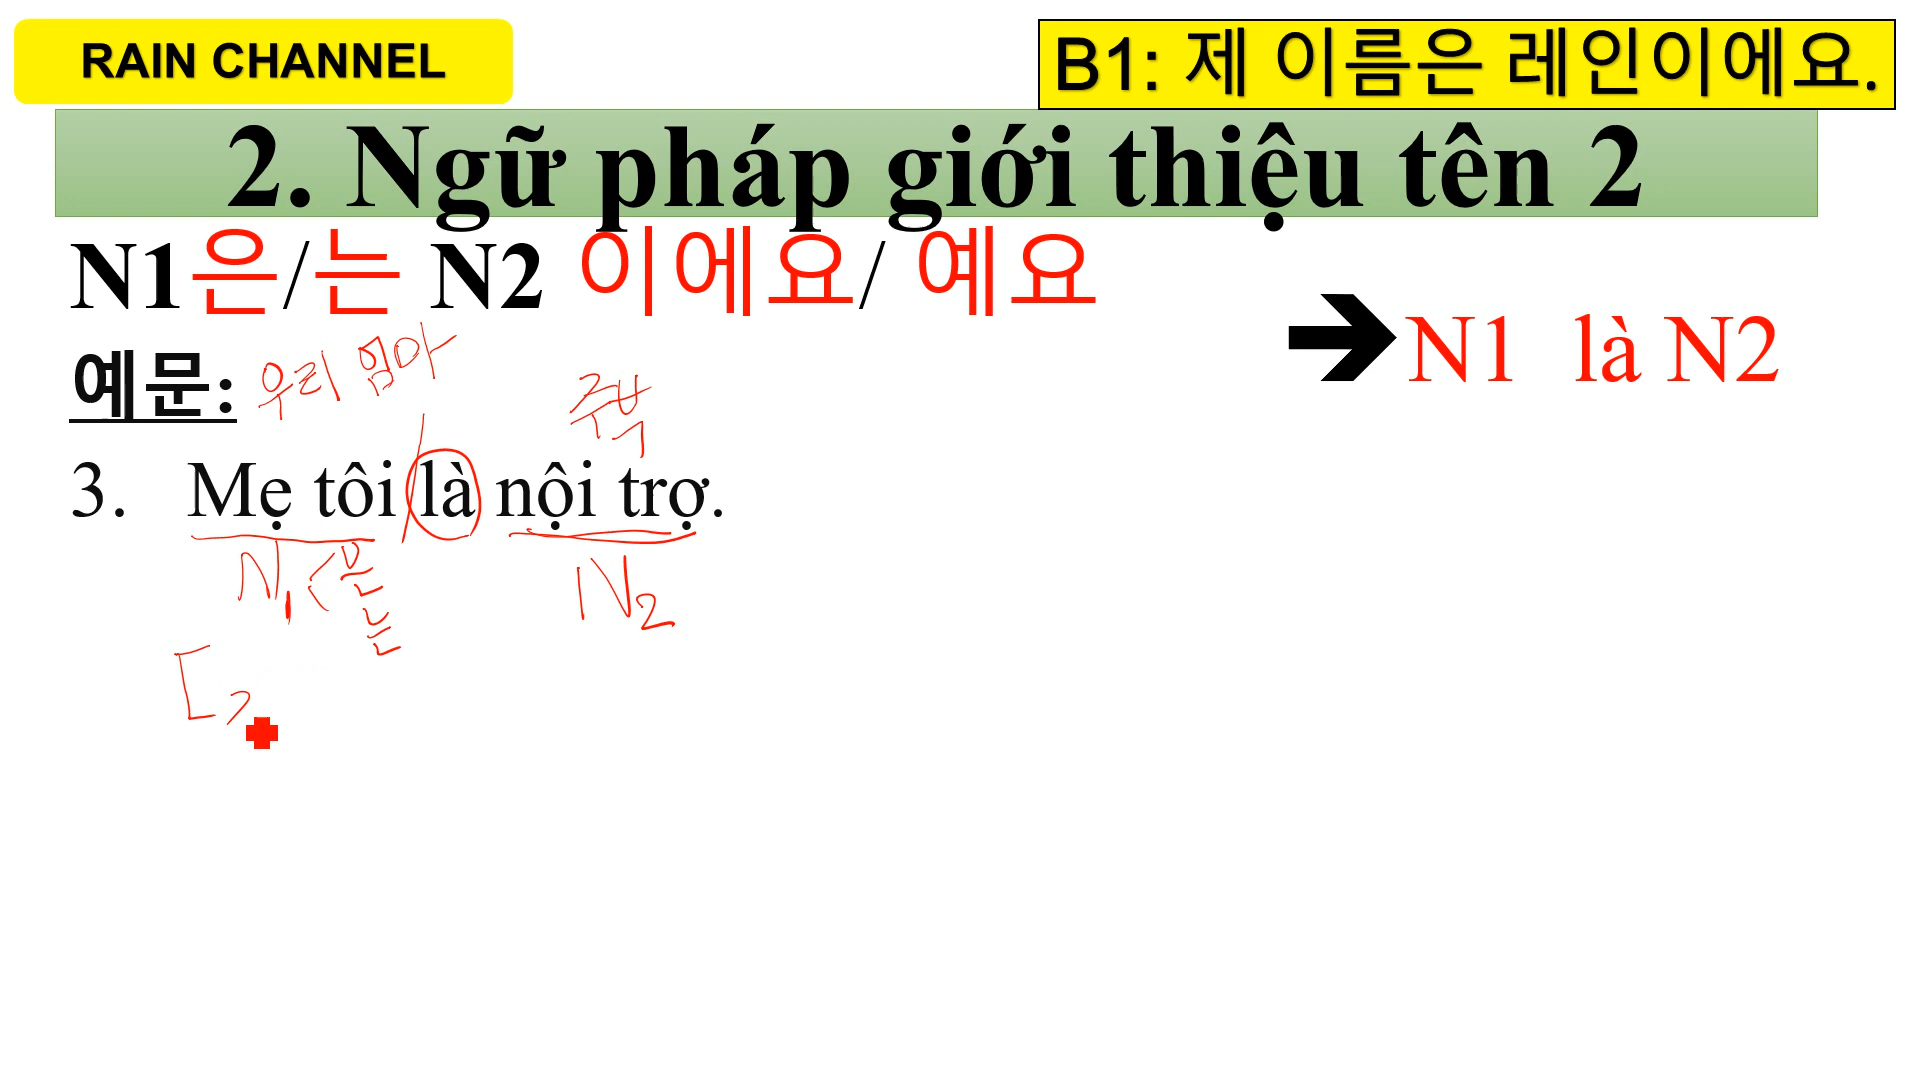 RAIN CHANNEL
B1: 제 이름은 레인이에요.
2. Ngữ pháp giới thiệu tên 2
N1은/는 N2 이에요/ 예요
➔N1 là N2
예문:
우리 엄마
주부
3. Mẹ tôi là nội trợ.
N1 은
는
N2